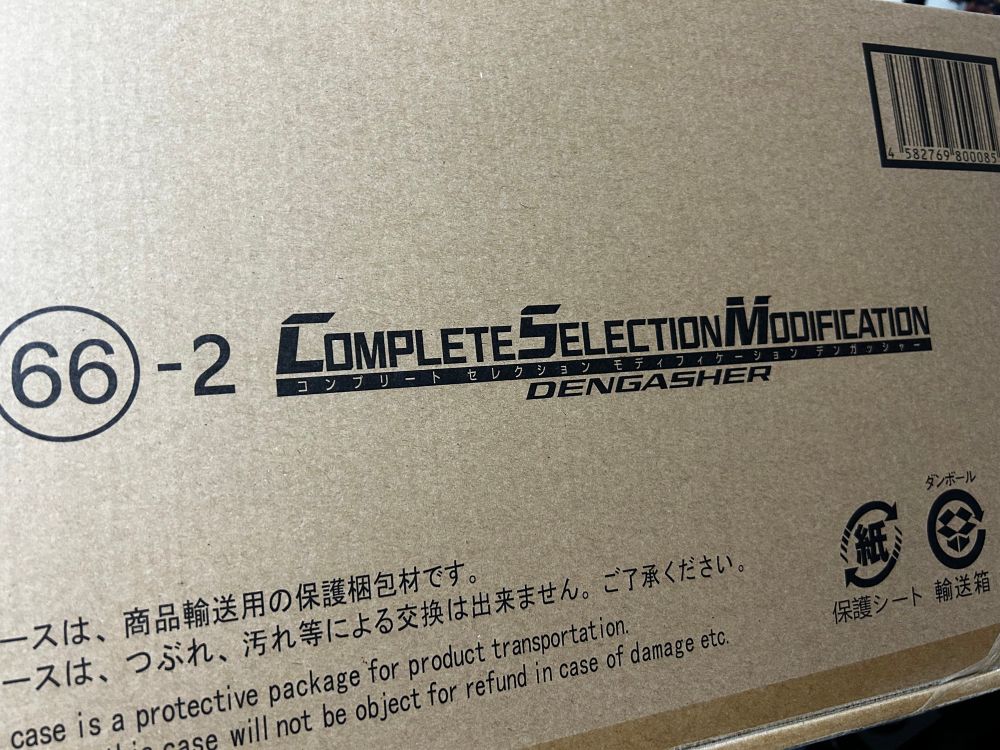 4 582769 800085
66-2
COMPLETE SELECTION MODIFICATION
コンプリート セレクション モディフィケーション デンガッシャー
DENGASHER
ダンボール
紙
保護シート 輸送箱
ースは、商品輸送用の保護梱包材です。
ースは、つぶれ、汚れ等による交換は出来ません。ご了承ください。
case is a protective package for product transportation.
this case will not be object for refund in case of damage etc.